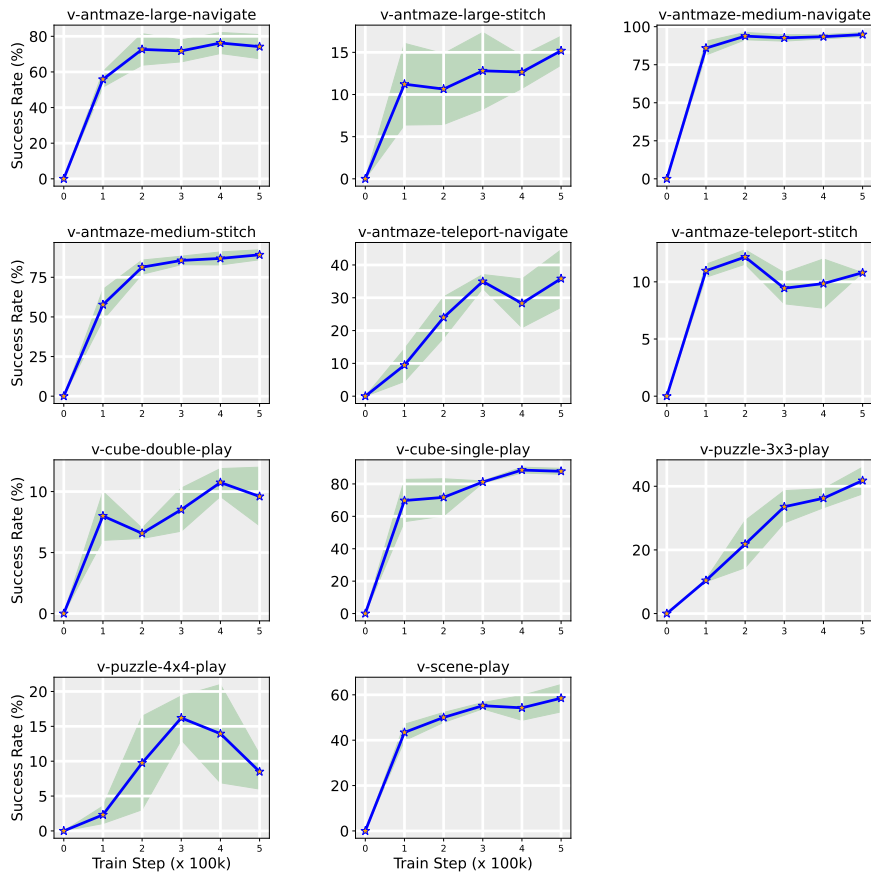 v-antmaze-large-navigate
Success Rate (%)
80
60
40
20
0
0 1 2 3 4 5
v-antmaze-large-stitch
15
10
5
0
0 1 2 3 4 5
v-antmaze-medium-navigate
100
75
50
25
0
0 1 2 3 4 5
v-antmaze-medium-stitch
Success Rate (%)
75
50
25
0
0 1 2 3 4 5
v-antmaze-teleport-navigate
40
30
20
10
0
0 1 2 3 4 5
v-antmaze-teleport-stitch
10
5
0
0 1 2 3 4 5
v-cube-double-play
Success Rate (%)
10
5
0
0 1 2 3 4 5
v-cube-single-play
80
60
40
20
0
0 1 2 3 4 5
v-puzzle-3x3-play
40
20
0
0 1 2 3 4 5
v-puzzle-4x4-play
Success Rate (%)
20
15
10
5
0
0 1 2 3 4 5
Train Step (x 100k)
v-scene-play
60
40
20
0
0 1 2 3 4 5
Train Step (x 100k)